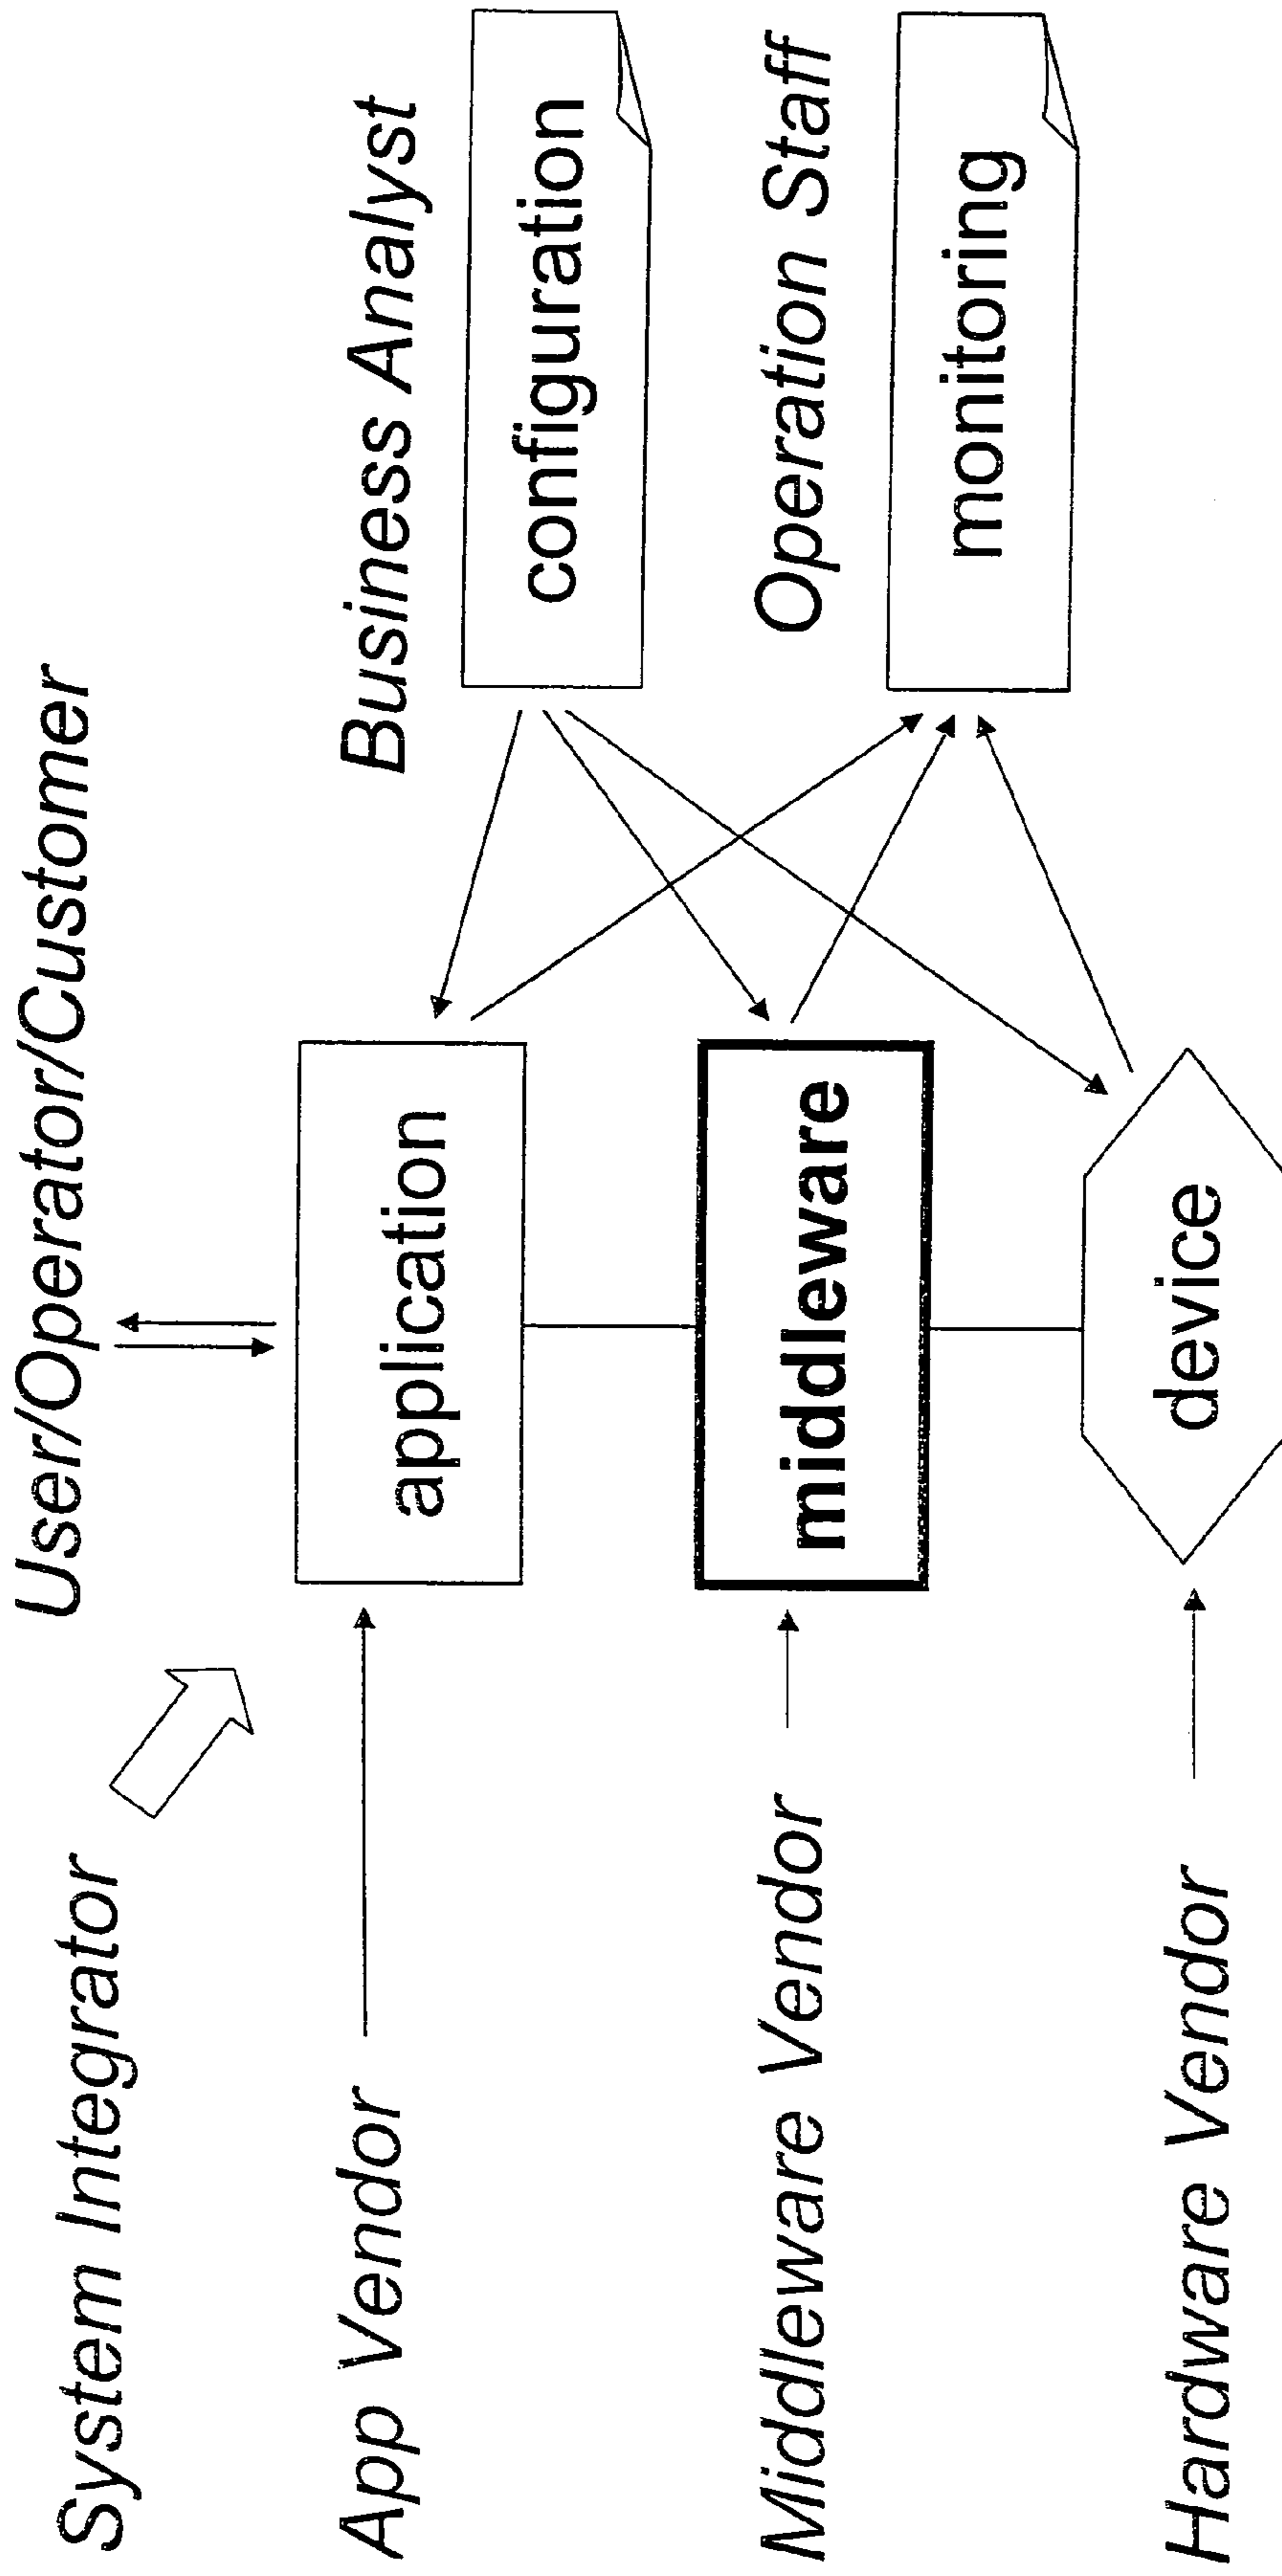 User/Operator/Customer
System Integrator
Business Analyst
App Vendor
application
configuration
Operation Staff
Middleware Vendor
middleware
monitoring
Hardware Vendor
device